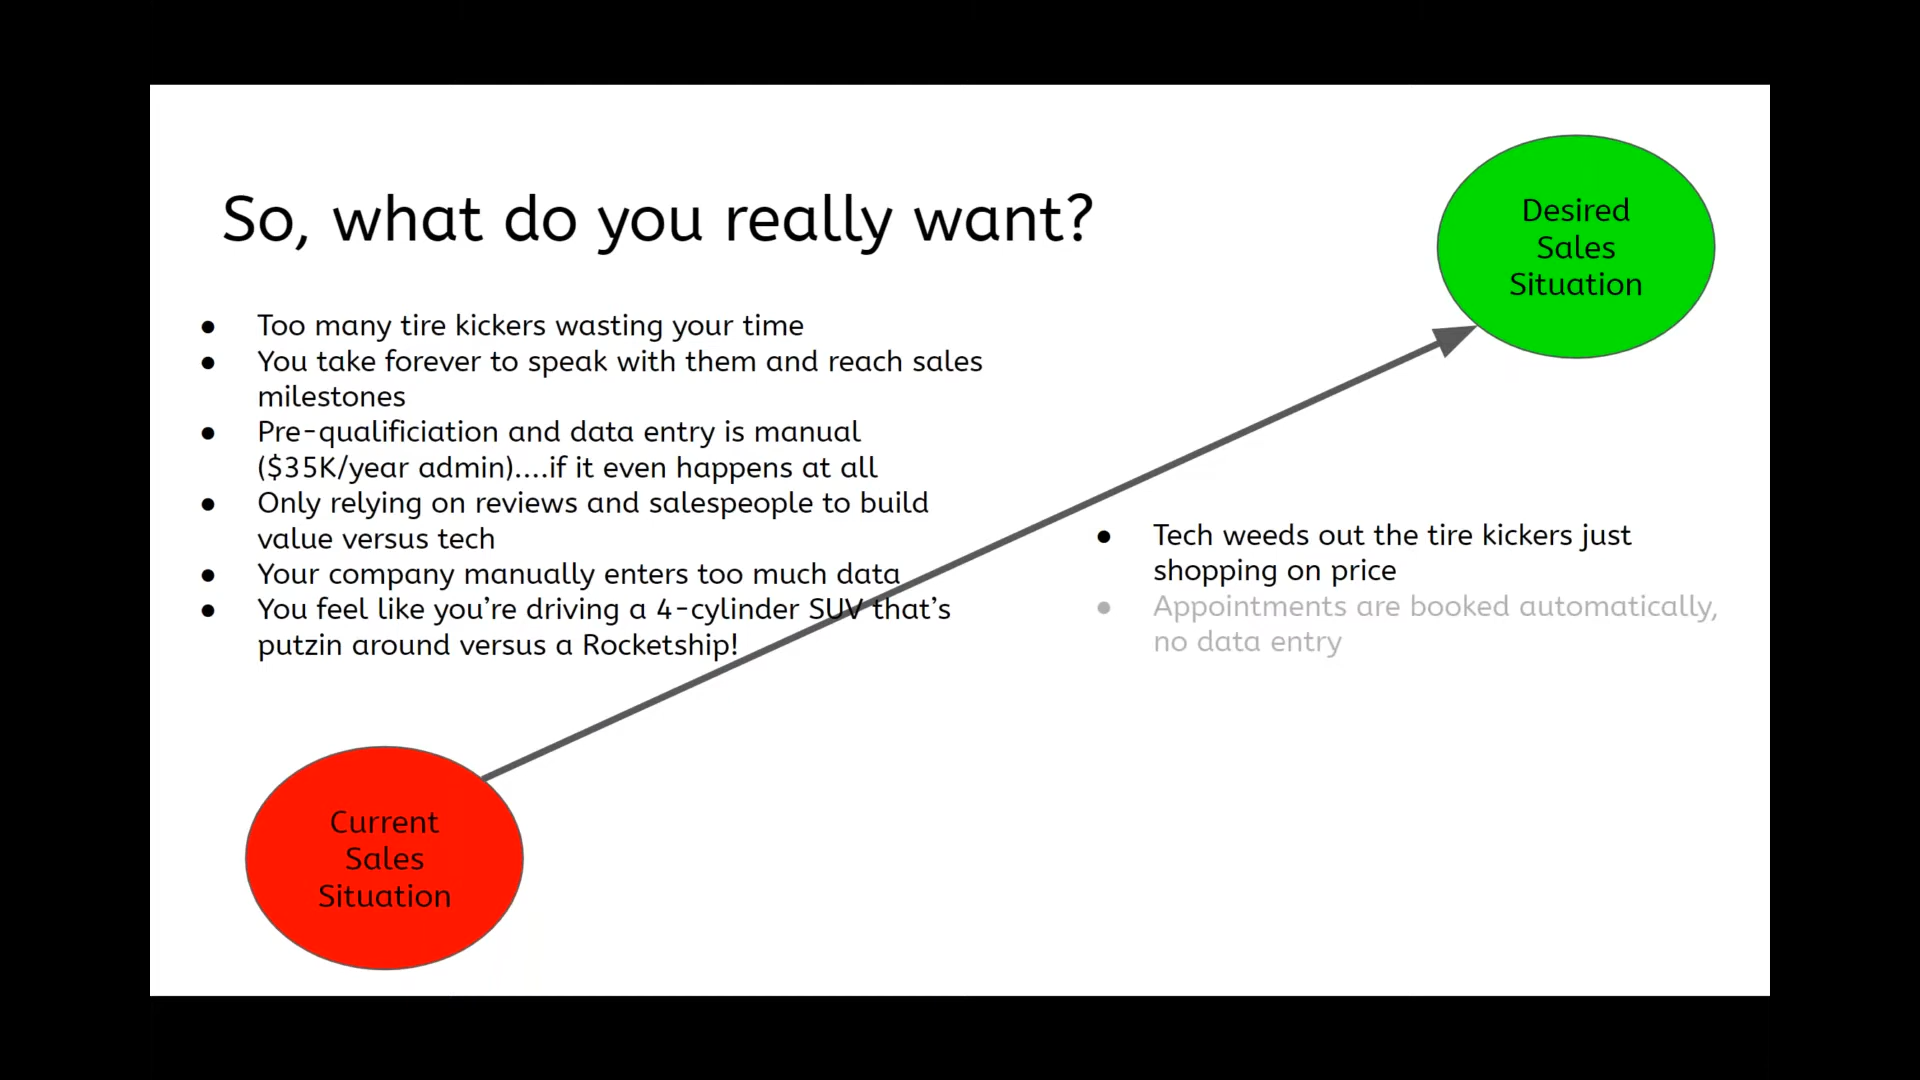 So, what do you really want?
Desired
Sales
Situation
● Too many tire kickers wasting your time
● You take forever to speak with them and reach sales
milestones
● Pre-qualificiation and data entry is manual
($35K/year admin)....if it even happens at all
● Only relying on reviews and salespeople to build
value versus tech
● Your company manually enters too much data
● You feel like you’re driving a 4-cylinder SUV that’s
putzin around versus a Rocketship!
● Tech weeds out the tire kickers just
shopping on price
● Appointments are booked automatically,
no data entry
Current
Sales
Situation